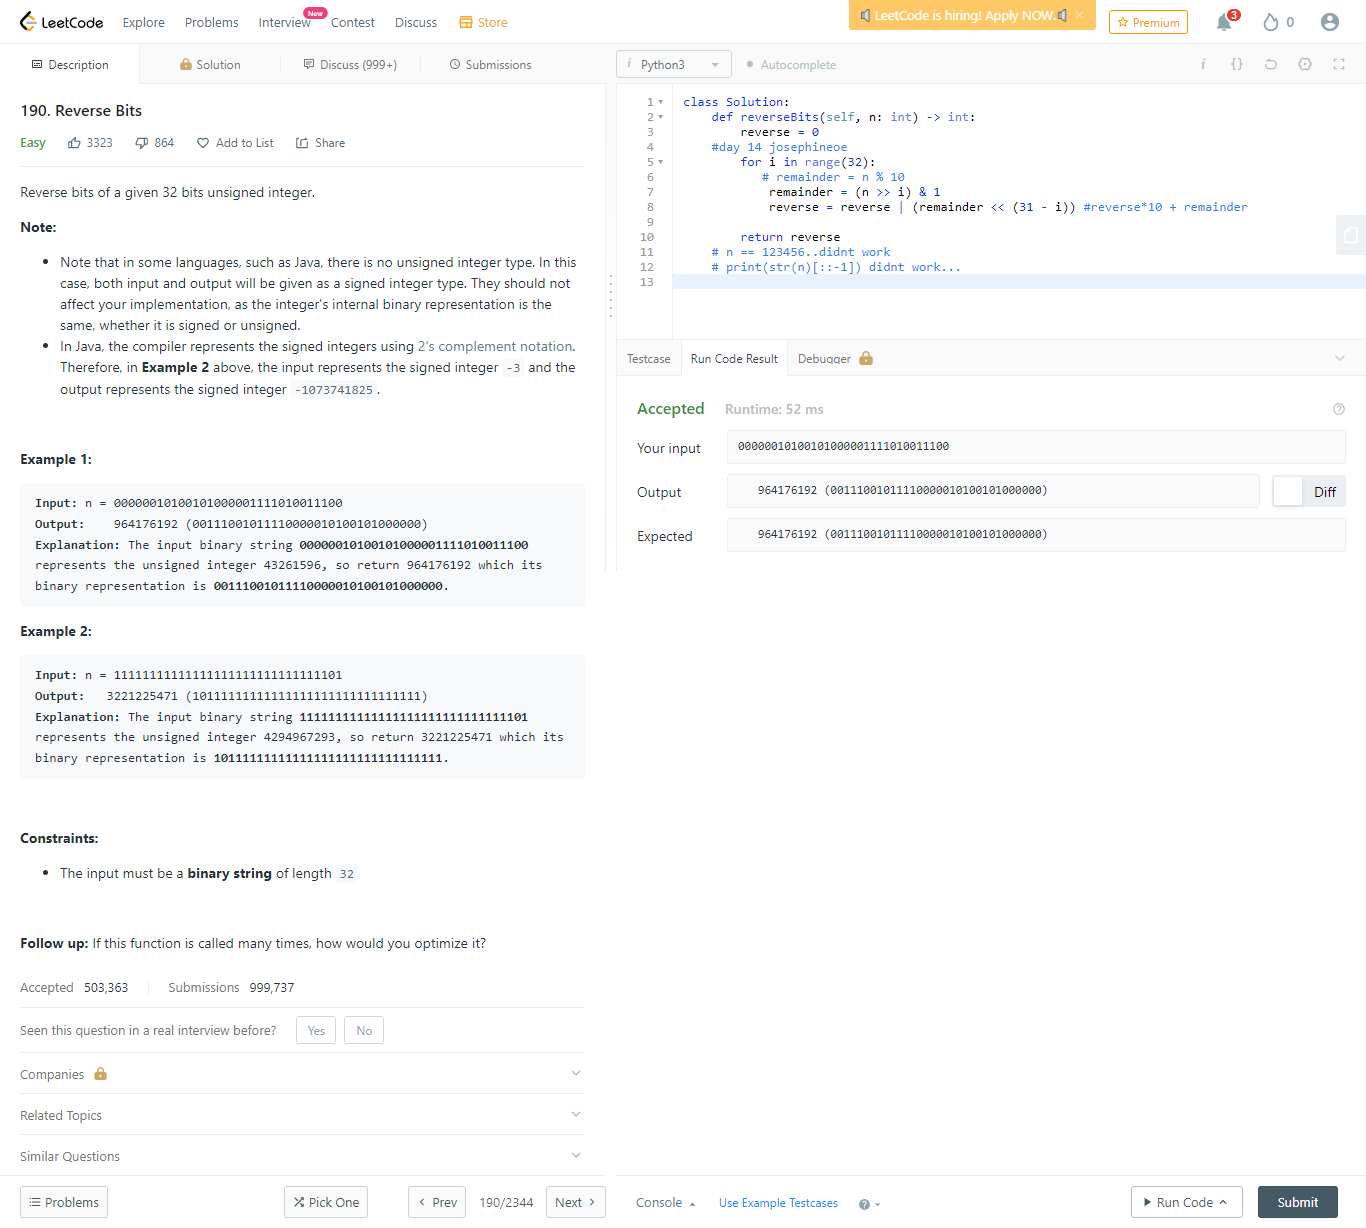 LeetCode Explore Problems Interview New Contest Discuss Store LeetCode is hiring! Apply NOW. × Premium 3 0
Description Solution Discuss (999+) Submissions
i Python3 Autocomplete i {}
190. Reverse Bits
Easy 3323 864 Add to List Share
Reverse bits of a given 32 bits unsigned integer.
Note:
• Note that in some languages, such as Java, there is no unsigned integer type. In this
case, both input and output will be given as a signed integer type. They should not
affect your implementation, as the integer's internal binary representation is the
same, whether it is signed or unsigned.
• In Java, the compiler represents the signed integers using 2's complement notation.
Therefore, in Example 2 above, the input represents the signed integer -3 and the
output represents the signed integer -1073741825.
Example 1:
Input: n = 00000010100101000001111010011100
Output: 964176192 (00111001011110000010100101000000)
Explanation: The input binary string 00000010100101000001111010011100
represents the unsigned integer 43261596, so return 964176192 which its
binary representation is 00111001011110000010100101000000.
Example 2:
Input: n = 11111111111111111111111111111101
Output: 3221225471 (10111111111111111111111111111111)
Explanation: The input binary string 11111111111111111111111111111101
represents the unsigned integer 4294967293, so return 3221225471 which its
binary representation is 10111111111111111111111111111111.
Constraints:
• The input must be a binary string of length 32
Follow up: If this function is called many times, how would you optimize it?
Accepted 503,363 Submissions 999,737
Seen this question in a real interview before? Yes No
Companies
Related Topics
Similar Questions
Problems Pick One < Prev 190/2344 Next >
1 class Solution:
2 def reverseBits(self, n: int) -> int:
3 reverse = 0
4 #day 14 josephineoe
5 for i in range(32):
6 # remainder = n % 10
7 remainder = (n >> i) & 1
8 reverse = reverse | (remainder << (31 - i)) #reverse*10 + remainder
9
10 return reverse
11 # n == 123456..didnt work
12 # print(str(n)[::-1]) didnt work...
13
Testcase Run Code Result Debugger
Accepted Runtime: 52 ms ?
Your input 00000010100101000001111010011100
Output 964176192 (00111001011110000010100101000000) Diff
Expected 964176192 (00111001011110000010100101000000)
Console Use Example Testcases ? Run Code Submit